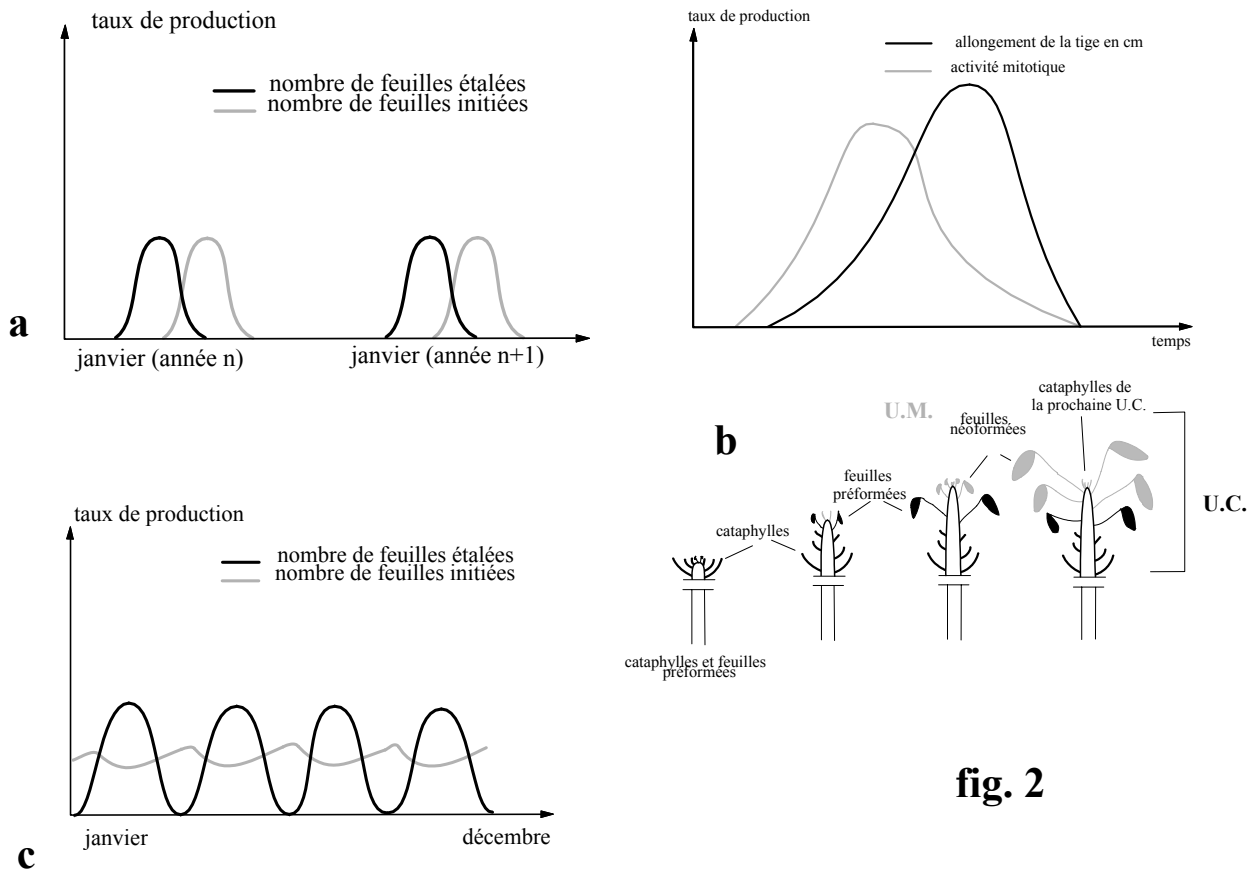 taux de production
nombre de feuilles étalées
nombre de feuilles initiées
a
janvier (année n)
janvier (année n+1)
taux de production
allongement de la tige en cm
activité mitotique
temps
b
U.M.
cataphylles de
la prochaine U.C.
feuilles
néoformées
feuilles
préformées
cataphylles
U.C.
cataphylles et feuilles
préformées
taux de production
nombre de feuilles étalées
nombre de feuilles initiées
janvier
décembre
c
fig. 2